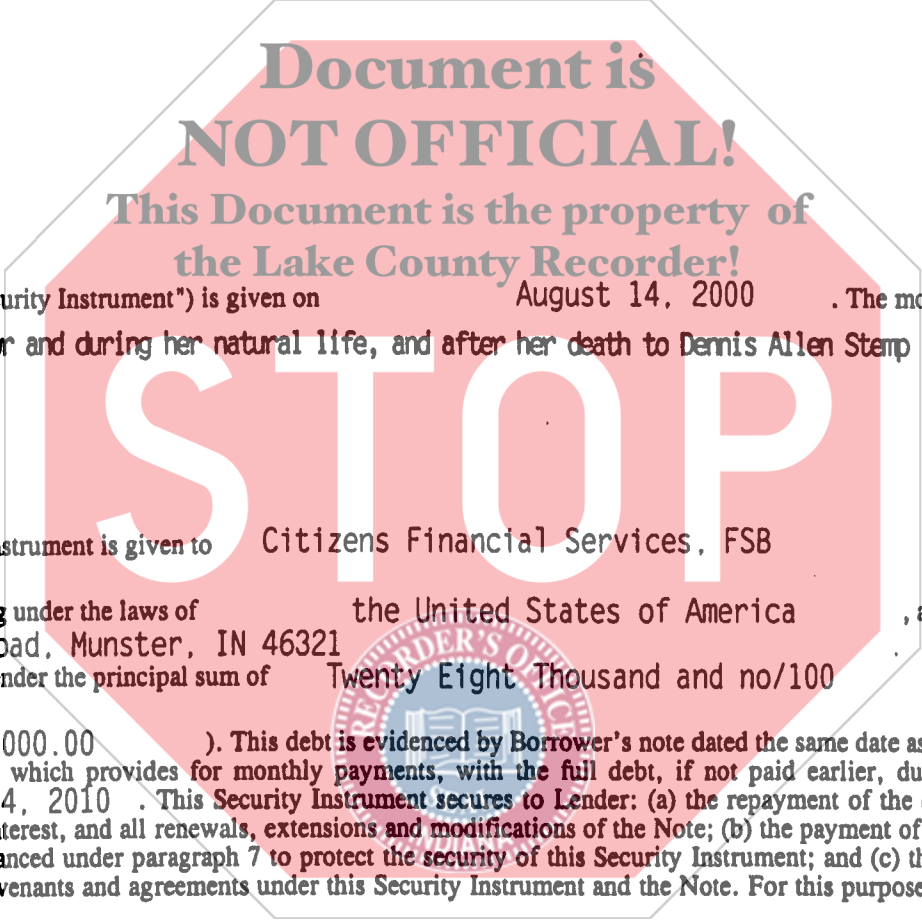 Document is
NOT OFFICIAL!
This Document is the property of
the Lake County Recorder!
urity Instrument") is given on August 14, 2000 . The mo
r and during her natural life, and after her death to Dennis Allen Stemp
STOP
strument is given to Citizens Financial Services, FSB
g under the laws of the United States of America , a
oad, Munster, IN 46321
nder the principal sum of Twenty Eight Thousand and no/100
000.00 ). This debt is evidenced by Borrower's note dated the same date as
which provides for monthly payments, with the full debt, if not paid earlier, du
4, 2010 . This Security Instrument secures to Lender: (a) the repayment of the
terest, and all renewals, extensions and modifications of the Note; (b) the payment of
anced under paragraph 7 to protect the security of this Security Instrument; and (c) th
venants and agreements under this Security Instrument and the Note. For this purpose
RECORDER'S OFFICE
INDIANA